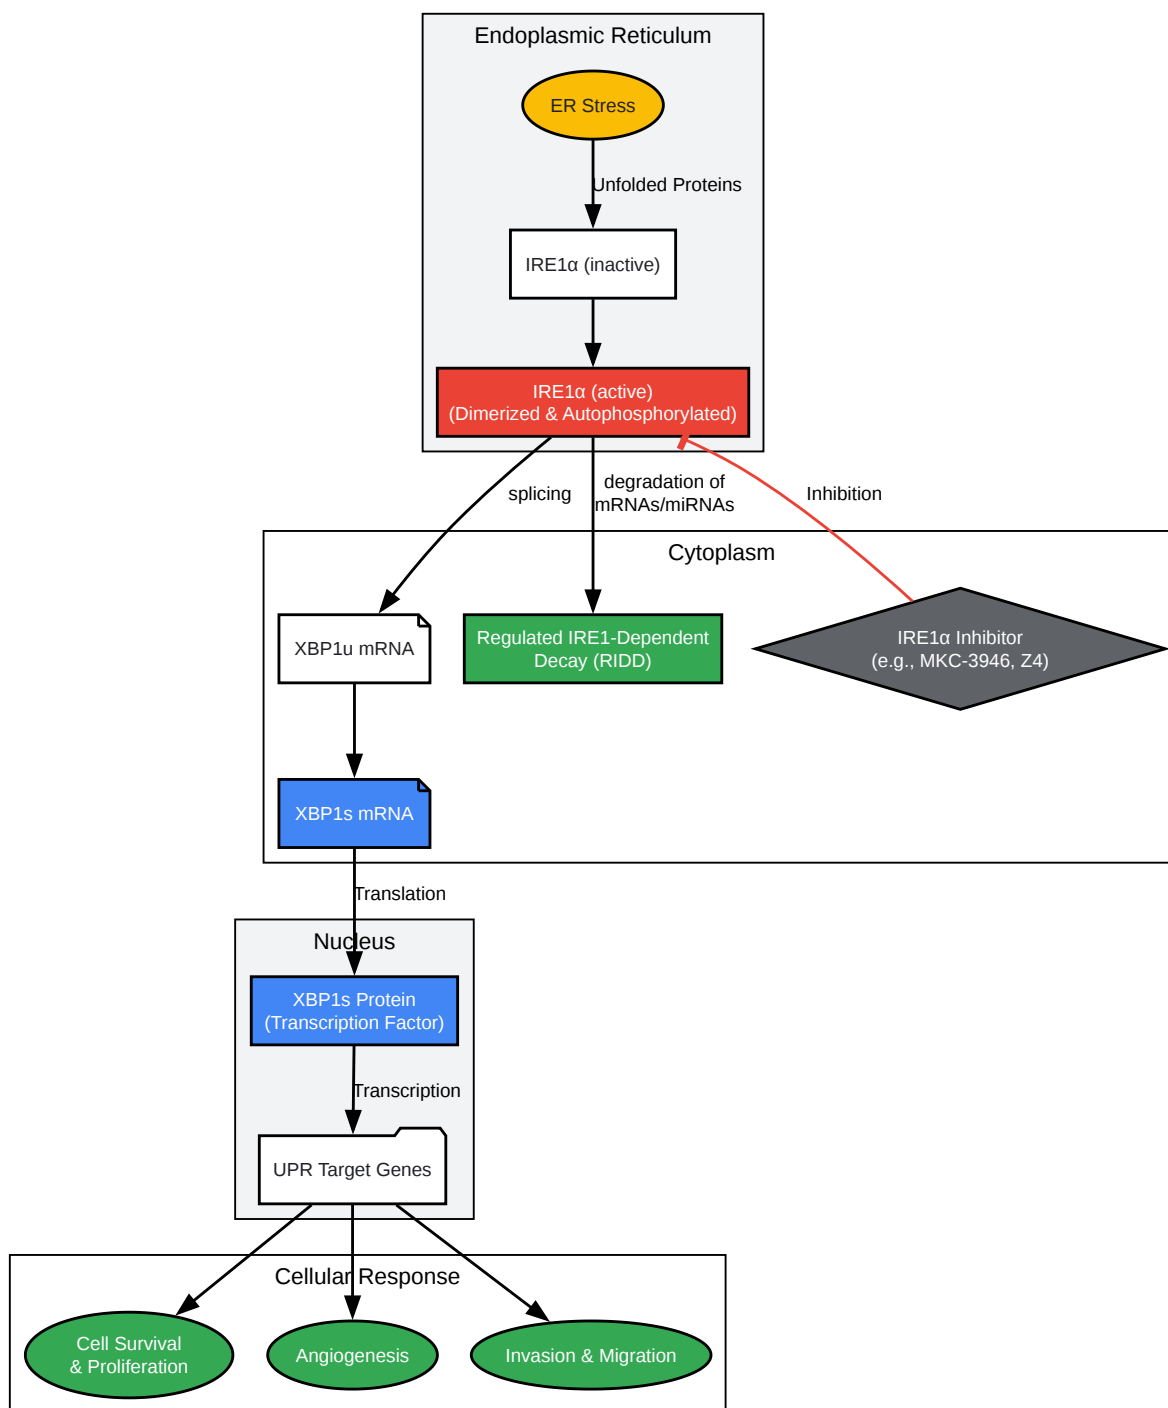 Endoplasmic Reticulum
ER Stress
Unfolded Proteins
IRE1α (inactive)
IRE1α (active)
(Dimerized & Autophosphorylated)
splicing
degradation of
mRNAs/miRNAs
Inhibition
Cytoplasm
XBP1u mRNA
Regulated IRE1-Dependent
Decay (RIDD)
IRE1α Inhibitor
(e.g., MKC-3946, Z4)
XBP1s mRNA
Translation
Nucleus
XBP1s Protein
(Transcription Factor)
Transcription
UPR Target Genes
Cellular Response
Cell Survival
& Proliferation
Angiogenesis
Invasion & Migration